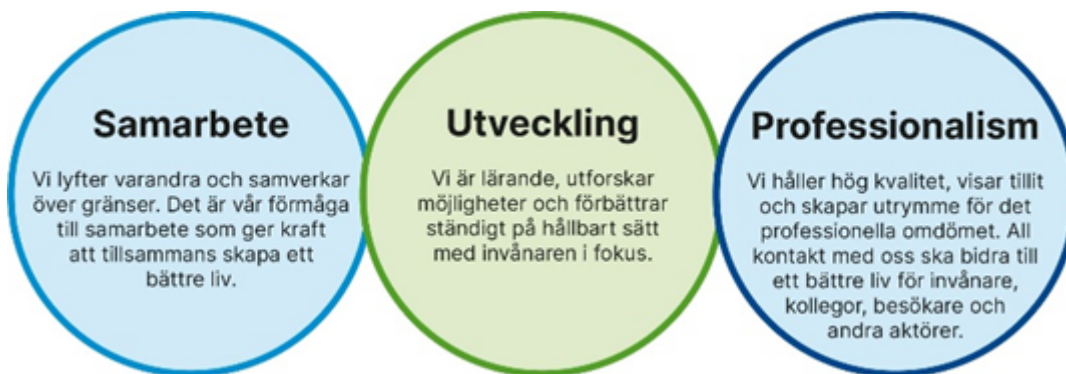 Samarbete
Vi lyfter varandra och samverkar
över gränser. Det är vår förmåga
till samarbete som ger kraft
att tillsammans skapa ett
bättre liv.
Utveckling
Vi är lärande, utforskar
möjligheter och förbättrar
ständigt på hållbart sätt
med invånaren i fokus.
Professionalism
Vi håller hög kvalitet, visar tillit
och skapar utrymme för det
professionella omdömet. All
kontakt med oss ska bidra till
ett bättre liv för invånare,
kollegor, besökare och
andra aktörer.